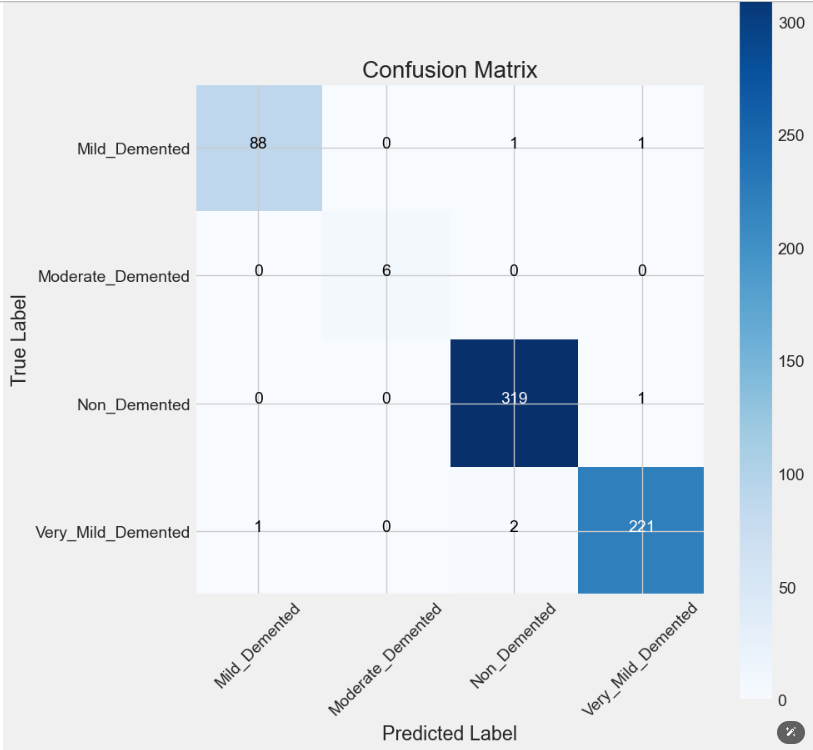 Confusion Matrix
Mild_Demented 88 0 1 1
Moderate_Demented 0 6 0 0
Non_Demented 0 0 319 1
Very_Mild_Demented 1 0 2 221
True Label
Mild_Demented Moderate_Demented Non_Demented Very_Mild_Demented
Predicted Label
300
250
200
150
100
50
0